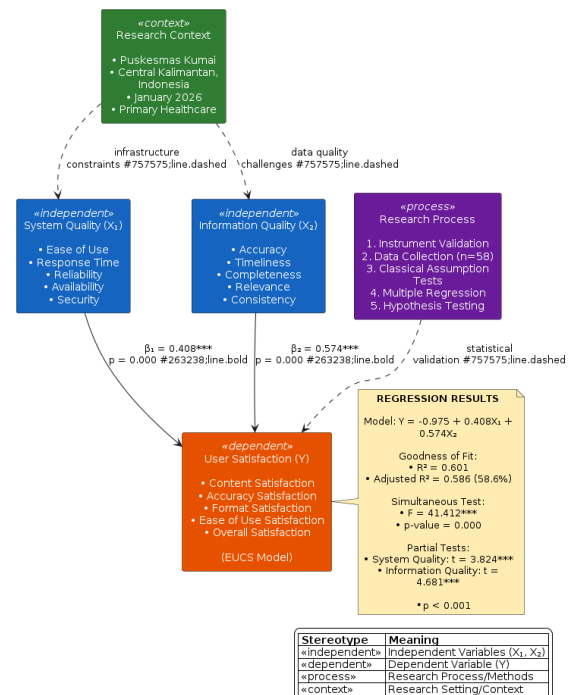 «context»
Research Context
• Puskesmas Kumai
• Central Kalimantan,
Indonesia
• January 2026
• Primary Healthcare
infrastructure
constraints #757575;line.dashed
data quality
challenges #757575;line.dashed
«independent»
System Quality (X₁)
• Ease of Use
• Response Time
• Reliability
• Availability
• Security
«independent»
Information Quality (X₂)
• Accuracy
• Timeliness
• Completeness
• Relevance
• Consistency
«process»
Research Process
1. Instrument Validation
2. Data Collection (n=58)
3. Classical Assumption
Tests
4. Multiple Regression
5. Hypothesis Testing
β₁ = 0.408***
p = 0.000 #263238;line.bold
β₂ = 0.574***
p = 0.000 #263238;line.bold
statistical
validation #757575;line.dashed
«dependent»
User Satisfaction (Y)
• Content Satisfaction
• Accuracy Satisfaction
• Format Satisfaction
• Ease of Use Satisfaction
• Overall Satisfaction
(EUCS Model)
REGRESSION RESULTS
Model: Y = -0.975 + 0.408X₁ +
0.574X₂
Goodness of Fit:
• R² = 0.601
• Adjusted R² = 0.586 (58.6%)
Simultaneous Test:
• F = 41.412***
• p-value = 0.000
Partial Tests:
• System Quality: t = 3.824***
• Information Quality: t =
4.681***
•p < 0.001
Stereotype Meaning
«independent» Independent Variables (X₁, X₂)
«dependent» Dependent Variable (Y)
«process» Research Process/Methods
«context» Research Setting/Context